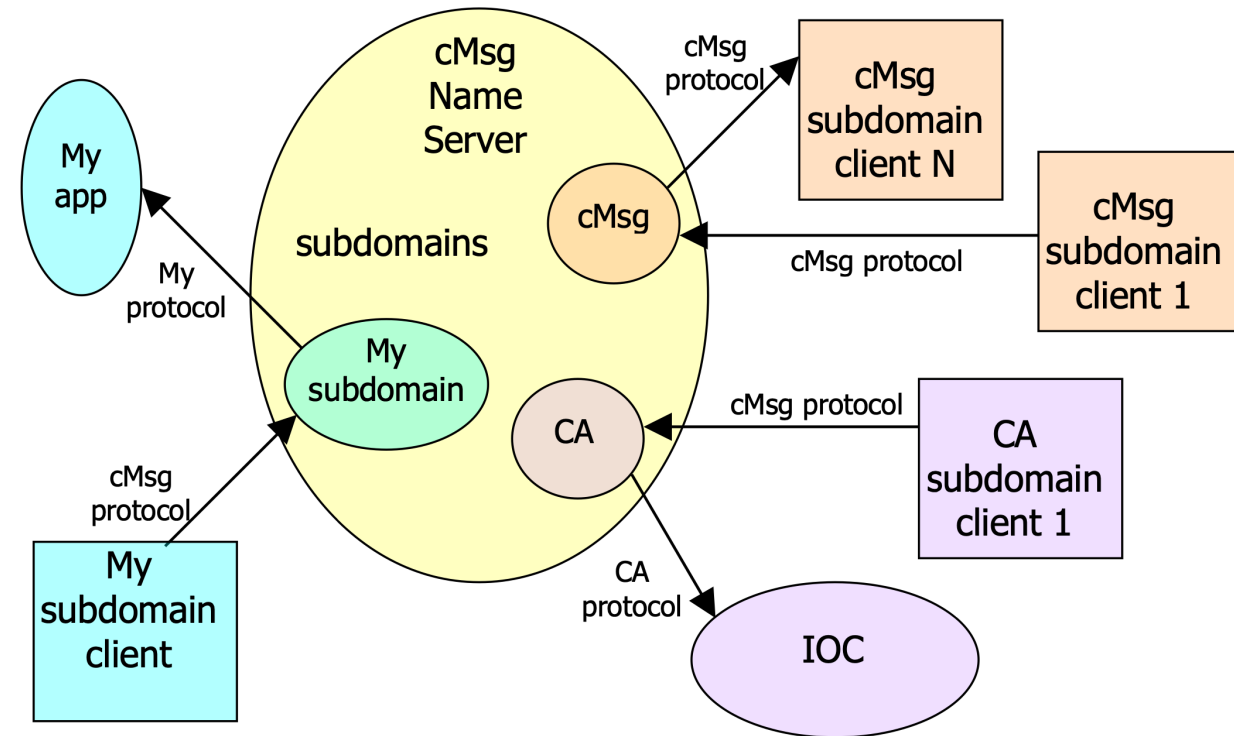 cMsg
Name
Server
subdomains
My
app
My
protocol
My
subdomain
cMsg
protocol
My
subdomain
client
cMsg
cMsg
protocol
cMsg
subdomain
client N
cMsg protocol
cMsg
subdomain
client 1
CA
cMsg protocol
CA
subdomain
client 1
CA
protocol
IOC